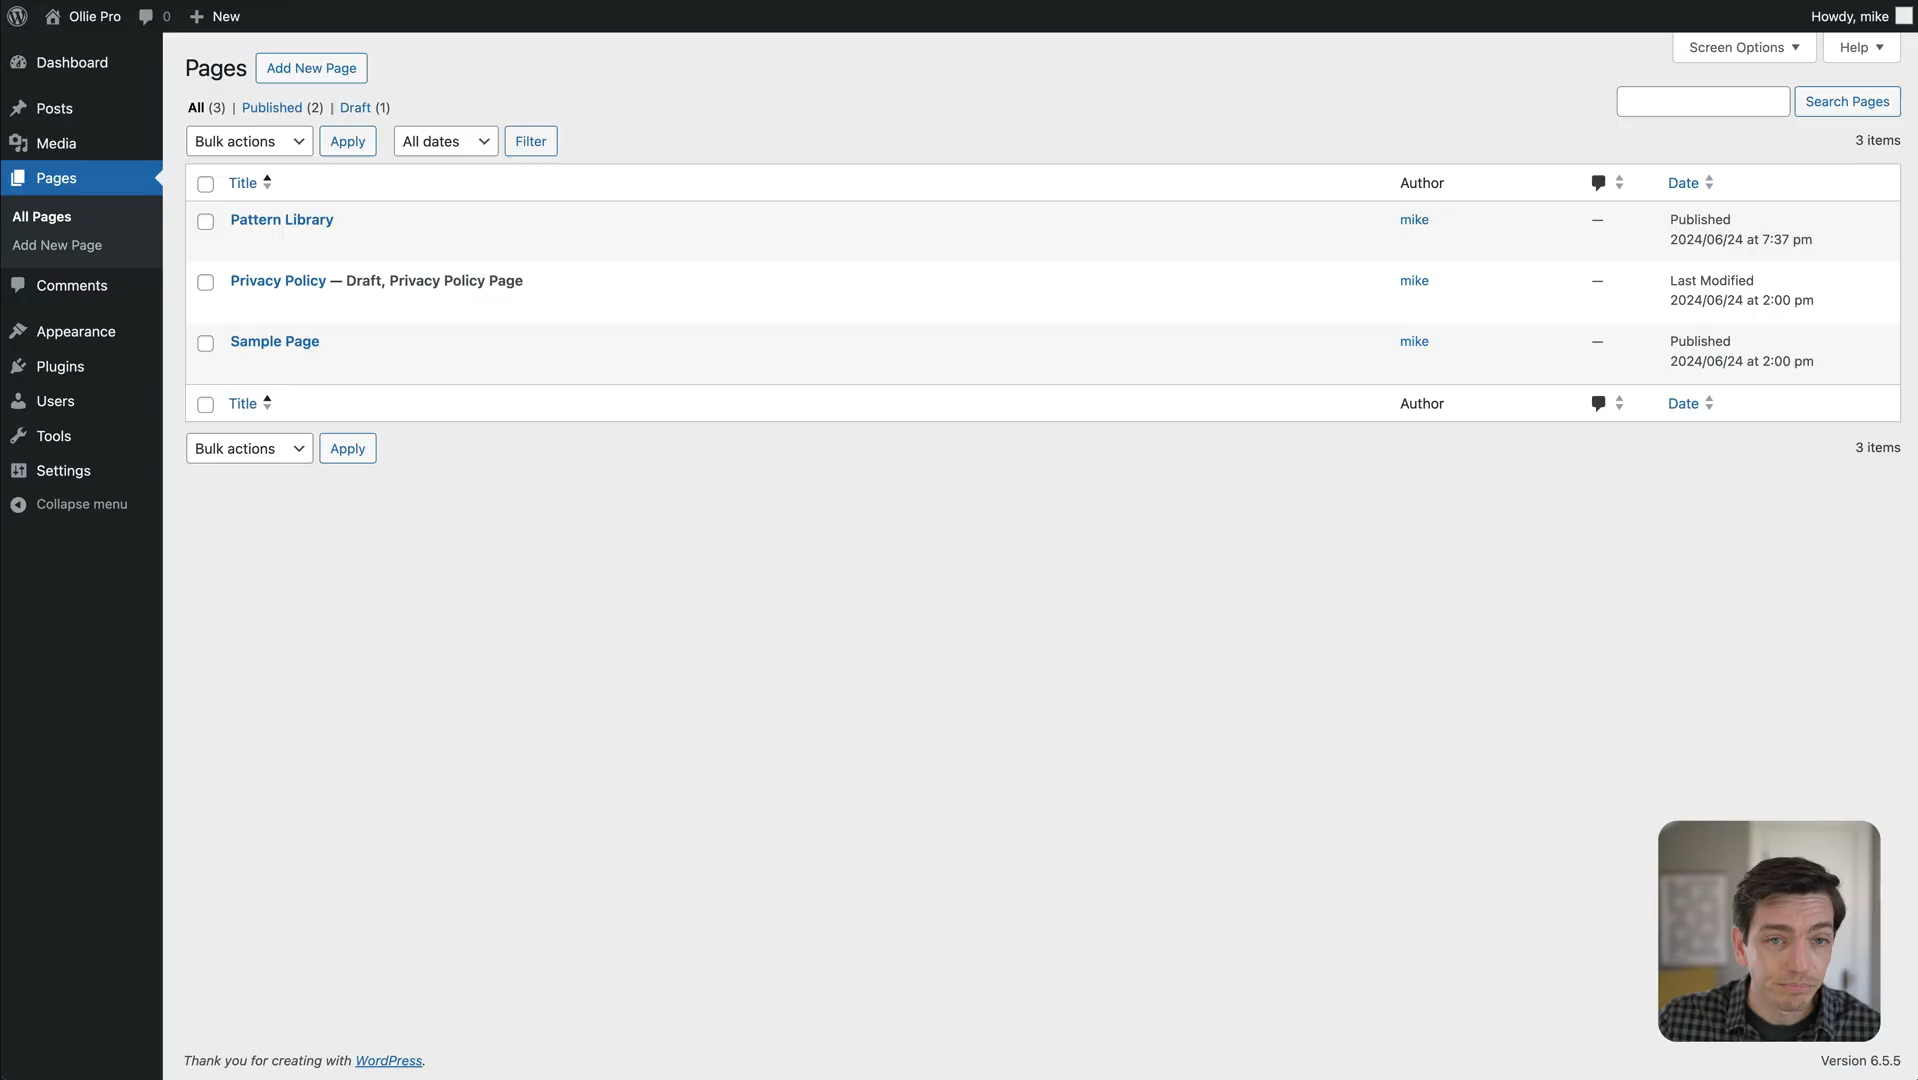 Ollie Pro 0 New Howdy, mike
Dashboard
Posts
Media
Pages
All Pages
Add New Page
Comments
Appearance
Plugins
Users
Tools
Settings
Collapse menu
Screen Options Help
Pages Add New Page
All (3) | Published (2) | Draft (1)
Search Pages
Bulk actions Apply All dates Filter 3 items
Title Author Date
Pattern Library mike — Published
2024/06/24 at 7:37 pm
Privacy Policy — Draft, Privacy Policy Page mike — Last Modified
2024/06/24 at 2:00 pm
Sample Page mike — Published
2024/06/24 at 2:00 pm
Title Author Date
Bulk actions Apply 3 items
Thank you for creating with WordPress. Version 6.5.5